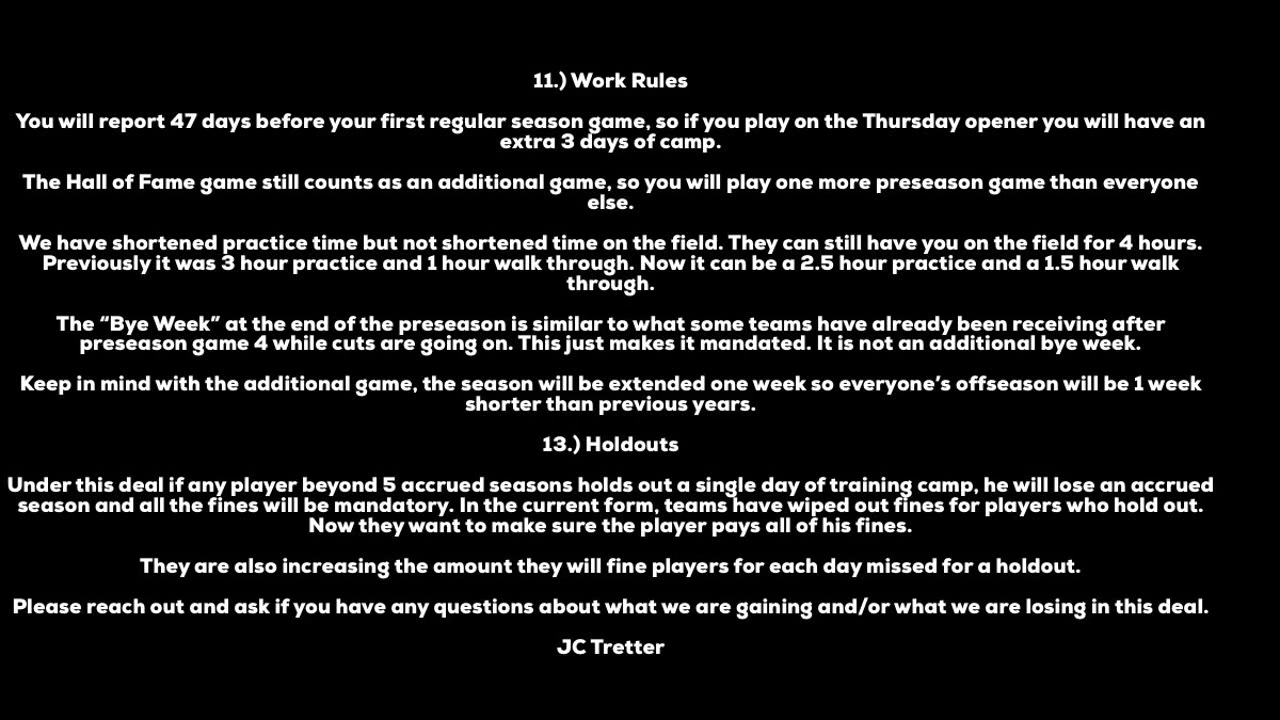 11.) Work Rules
You will report 47 days before your first regular season game, so if you play on the Thursday opener you will have an
extra 3 days of camp.
The Hall of Fame game still counts as an additional game, so you will play one more preseason game than everyone
else.
We have shortened practice time but not shortened time on the field. They can still have you on the field for 4 hours.
Previously it was 3 hour practice and 1 hour walk through. Now it can be a 2.5 hour practice and a 1.5 hour walk
through.
The “Bye Week” at the end of the preseason is similar to what some teams have already been receiving after
preseason game 4 while cuts are going on. This just makes it mandated. It is not an additional bye week.
Keep in mind with the additional game, the season will be extended one week so everyone’s offseason will be 1 week
shorter than previous years.
13.) Holdouts
Under this deal if any player beyond 5 accrued seasons holds out a single day of training camp, he will lose an accrued
season and all the fines will be mandatory. In the current form, teams have wiped out fines for players who hold out.
Now they want to make sure the player pays all of his fines.
They are also increasing the amount they will fine players for each day missed for a holdout.
Please reach out and ask if you have any questions about what we are gaining and/or what we are losing in this deal.
JC Tretter